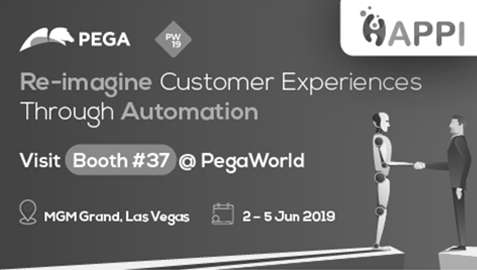 PEGA
PW
19
HAPPI
Re-imagine Customer Experiences
Through Automation
Visit Booth #37 @ PegaWorld
MGM Grand, Las Vegas
2 – 5 Jun 2019